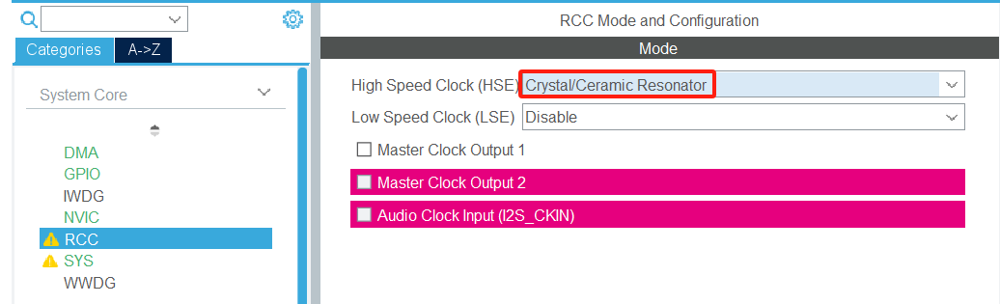 Categories
A->Z
System Core
DMA
GPIO
IWDG
NVIC
RCC
SYS
WWDG
RCC Mode and Configuration
Mode
High Speed Clock (HSE) Crystal/Ceramic Resonator
Low Speed Clock (LSE) Disable
Master Clock Output 1
Master Clock Output 2
Audio Clock Input (I2S_CKIN)